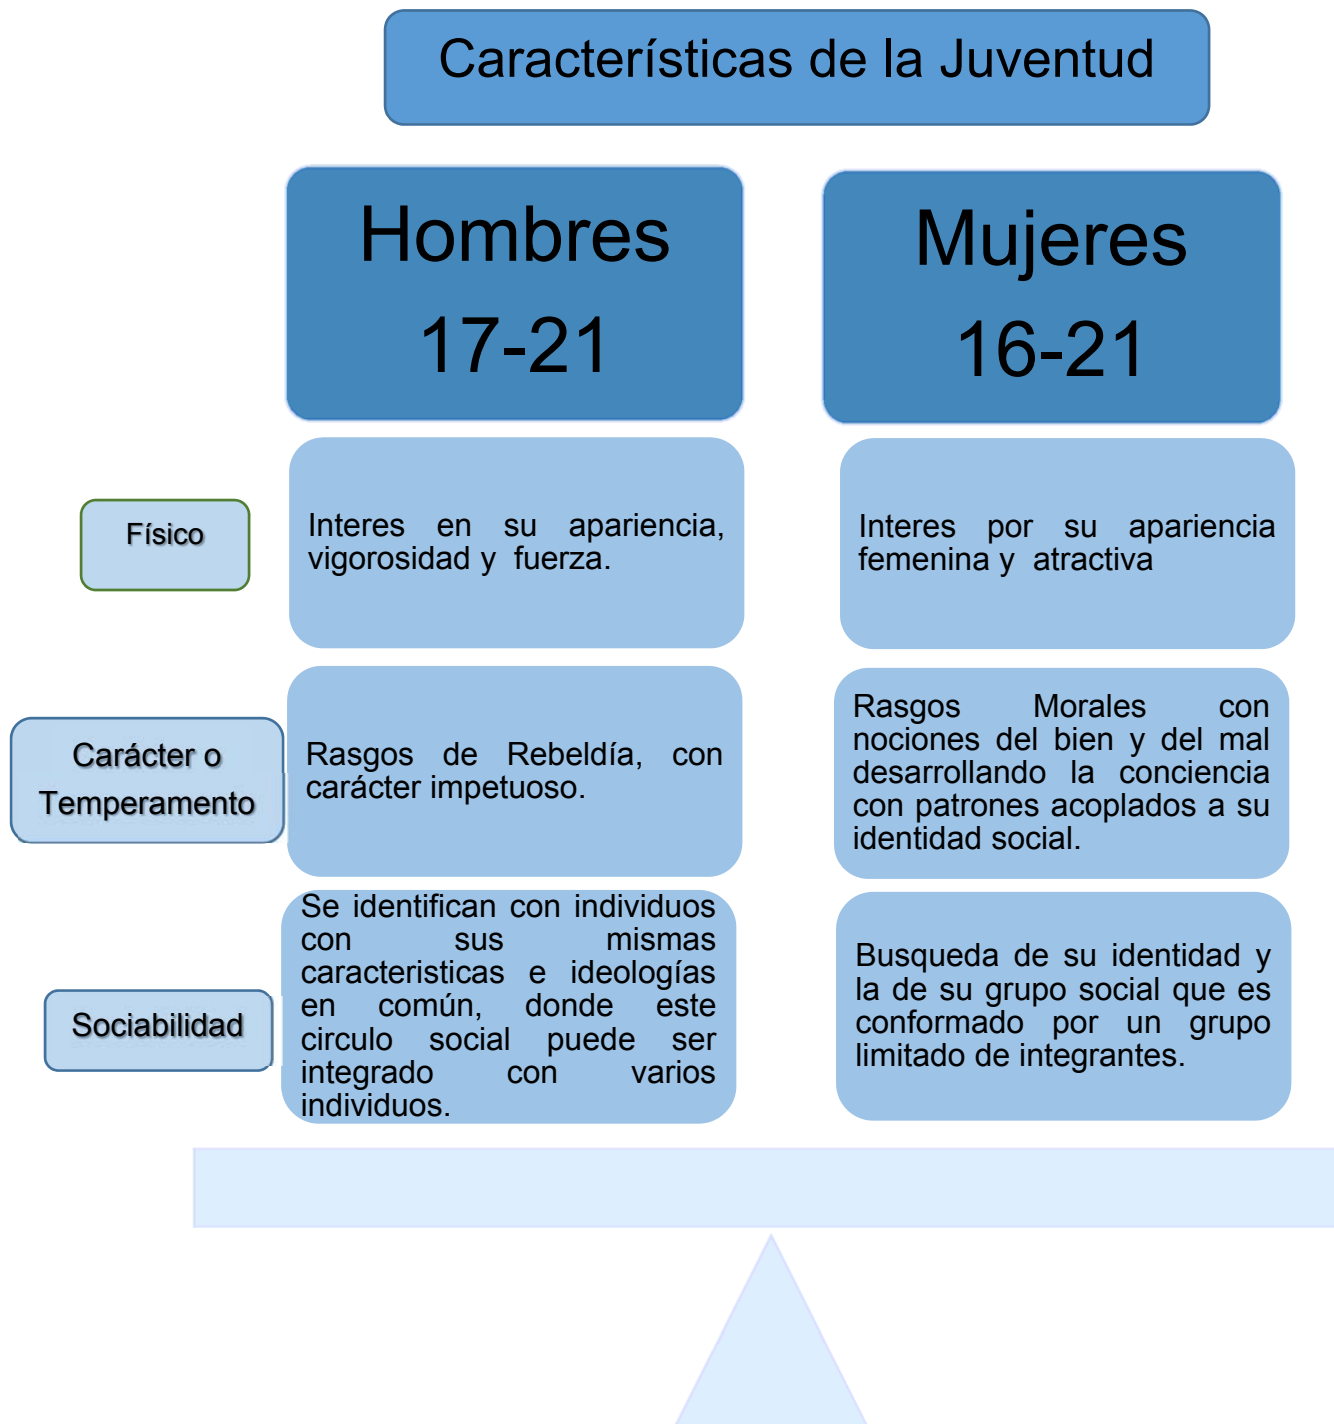 Características de la Juventud
Hombres
17-21
Mujeres
16-21
Físico
Interes en su apariencia,
vigorosidad y fuerza.
Interes por su apariencia
femenina y atractiva
Carácter o
Temperamento
Rasgos de Rebeldía, con
carácter impetuoso.
Rasgos Morales con
nociones del bien y del mal
desarrollando la conciencia
con patrones acoplados a su
identidad social.
Sociabilidad
Se identifican con individuos
con sus mismas
caracteristicas e ideologías
en común, donde este
circulo social puede ser
integrado con varios
individuos.
Busqueda de su identidad y
la de su grupo social que es
conformado por un grupo
limitado de integrantes.